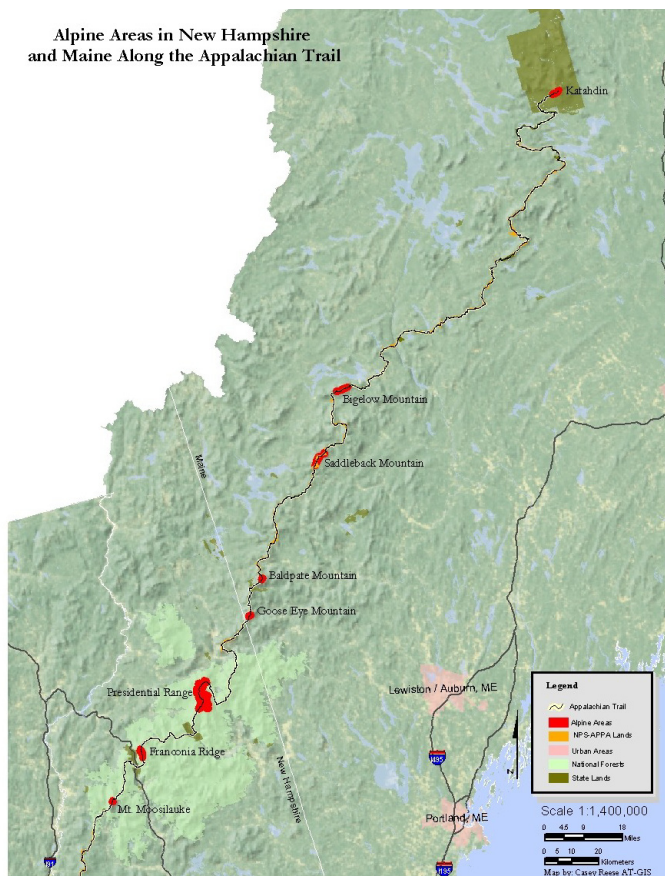 Alpine Areas in New Hampshire
and Maine Along the Appalachian Trail
Katahdin
Bigelow Mountain
Maine
Saddleback Mountain
Baldpate Mountain
Goose Eye Mountain
Presidential Range
Lewiston / Auburn, ME
Franconia Ridge
New Hampshire
Mt. Moosilauke
I495
Portland, ME
I91
I195
Legend
Appalachian Trail
Alpine Areas
NPS-APPA Lands
Urban Areas
National Forests
State Lands
Scale 1:1,400,000
0 4.5 9 18
Miles
0 5 10 20
Kilometers
Map by: Casey Reese AT-GIS